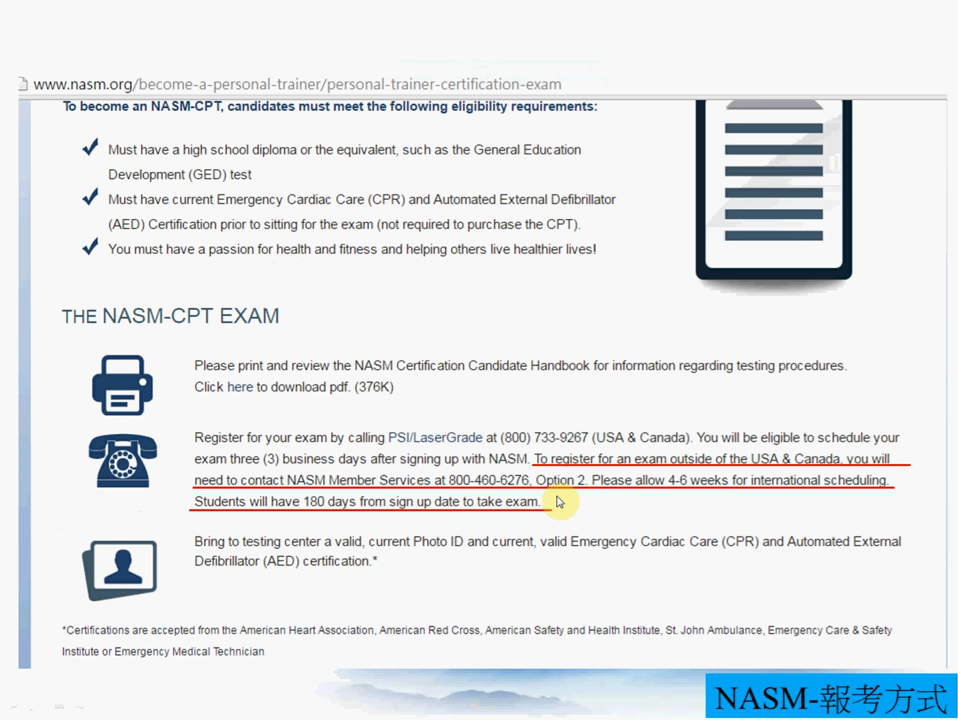 www.nasm.org/become-a-personal-trainer/personal-trainer-certification-exam
To become an NASM-CPT, candidates must meet the following eligibility requirements:
Must have a high school diploma or the equivalent, such as the General Education
Development (GED) test
Must have current Emergency Cardiac Care (CPR) and Automated External Defibrillator
(AED) Certification prior to sitting for the exam (not required to purchase the CPT).
You must have a passion for health and fitness and helping others live healthier lives!
THE NASM-CPT EXAM
Please print and review the NASM Certification Candidate Handbook for information regarding testing procedures.
Click here to download pdf. (376K)
Register for your exam by calling PSI/LaserGrade at (800) 733-9267 (USA & Canada). You will be eligible to schedule your
exam three (3) business days after signing up with NASM. To register for an exam outside of the USA & Canada, you will
need to contact NASM Member Services at 800-460-6276, Option 2. Please allow 4-6 weeks for international scheduling.
Students will have 180 days from sign up date to take exam.
Bring to testing center a valid, current Photo ID and current, valid Emergency Cardiac Care (CPR) and Automated External
Defibrillator (AED) certification.*
*Certifications are accepted from the American Heart Association, American Red Cross, American Safety and Health Institute, St. John Ambulance, Emergency Care & Safety
Institute or Emergency Medical Technician
NASM-報考方式